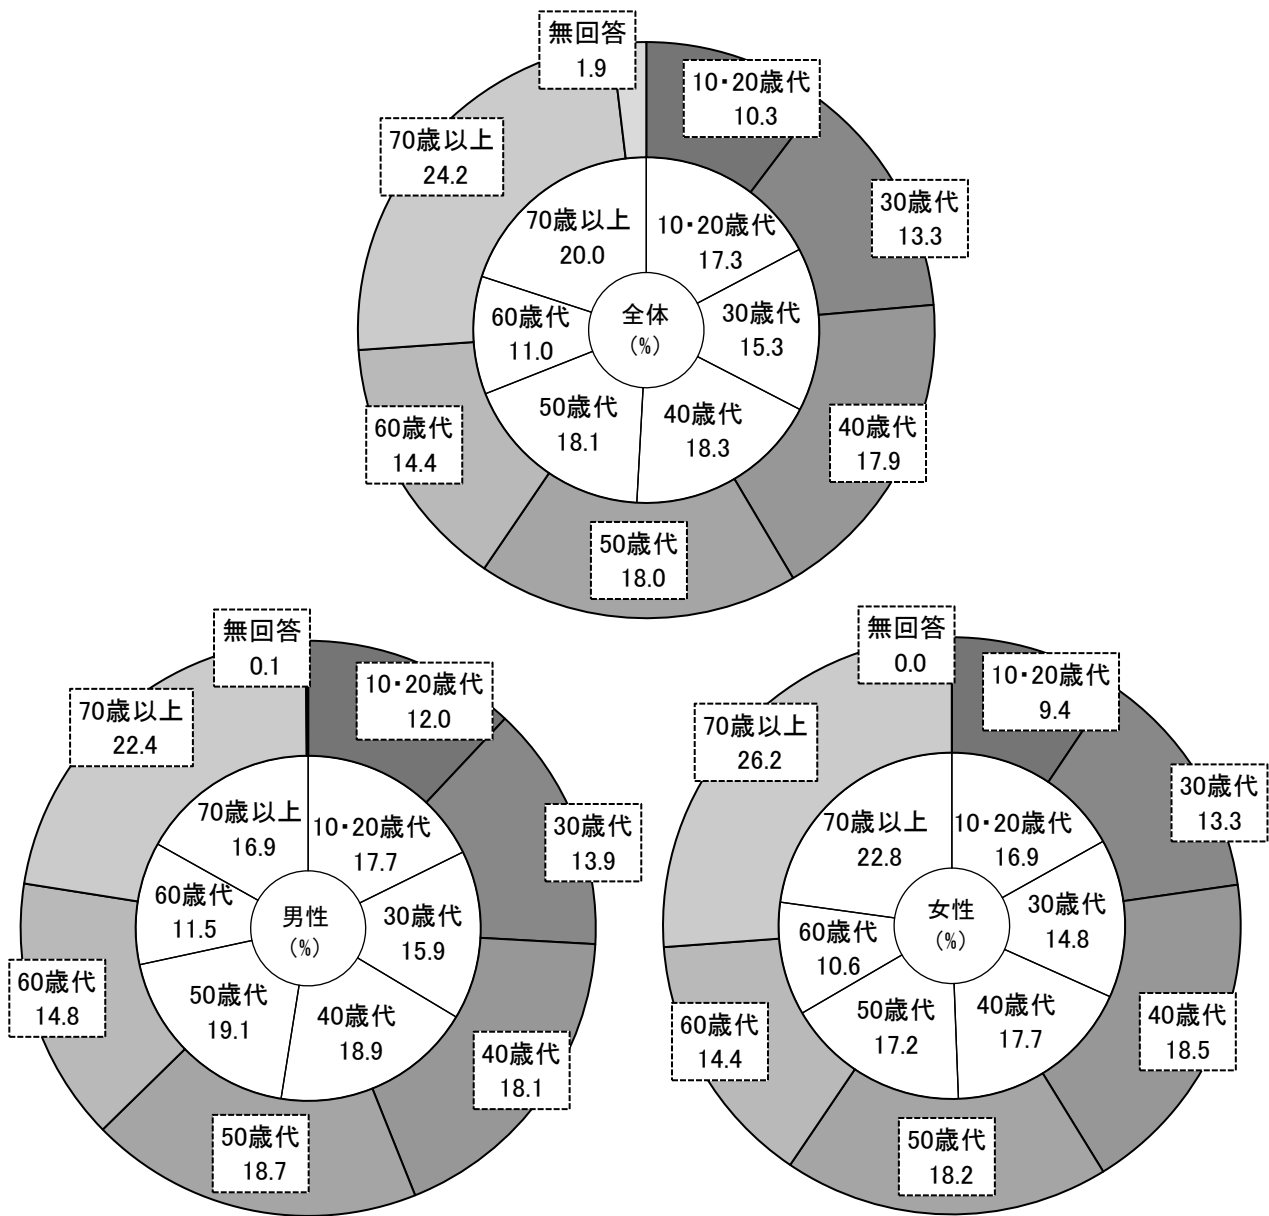 無回答
1.9
10・20歳代
10.3
30歳代
13.3
40歳代
17.9
50歳代
18.0
60歳代
14.4
70歳以上
24.2
10・20歳代
17.3
30歳代
15.3
40歳代
18.3
50歳代
18.1
60歳代
11.0
70歳以上
20.0
全体
(%)
無回答
0.1
10・20歳代
12.0
30歳代
13.9
40歳代
18.1
50歳代
18.7
60歳代
14.8
70歳以上
22.4
10・20歳代
17.7
30歳代
15.9
40歳代
18.9
50歳代
19.1
60歳代
11.5
70歳以上
16.9
男性
(%)
無回答
0.0
10・20歳代
9.4
30歳代
13.3
40歳代
18.5
50歳代
18.2
60歳代
14.4
70歳以上
26.2
10・20歳代
16.9
30歳代
14.8
40歳代
17.7
50歳代
17.2
60歳代
10.6
70歳以上
22.8
女性
(%)